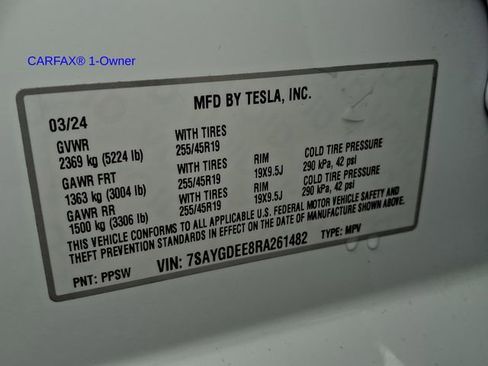 CARFAX® 1-Owner
MFD BY TESLA, INC.
03/24
GVWR WITH TIRES
2369 kg (5224 lb) 255/45R19
GAWR FRT WITH TIRES RIM COLD TIRE PRESSURE
1363 kg (3004 lb) 255/45R19 19X9.5J 290 kPa, 42 psi
GAWR RR WITH TIRES RIM COLD TIRE PRESSURE
1500 kg (3306 lb) 255/45R19 19X9.5J 290 kPa, 42 psi
THIS VEHICLE CONFORMS TO ALL APPLICABLE U.S. FEDERAL MOTOR VEHICLE SAFETY AND
THEFT PREVENTION STANDARDS IN EFFECT ON THE DATE OF MANUFACTURE SHOWN ABOVE.
PNT: PPSW VIN: 7SAYGDEE8RA261482 TYPE: MPV